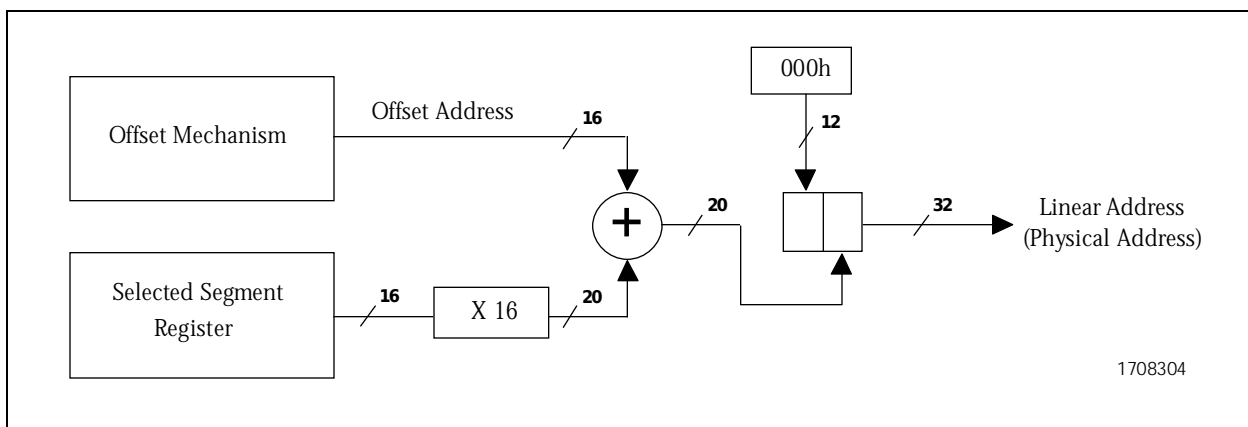 000h
Offset Address
16
Offset Mechanism
12
+
20
32
Linear Address
(Physical Address)
Selected Segment
Register
16
X 16
20
1708304